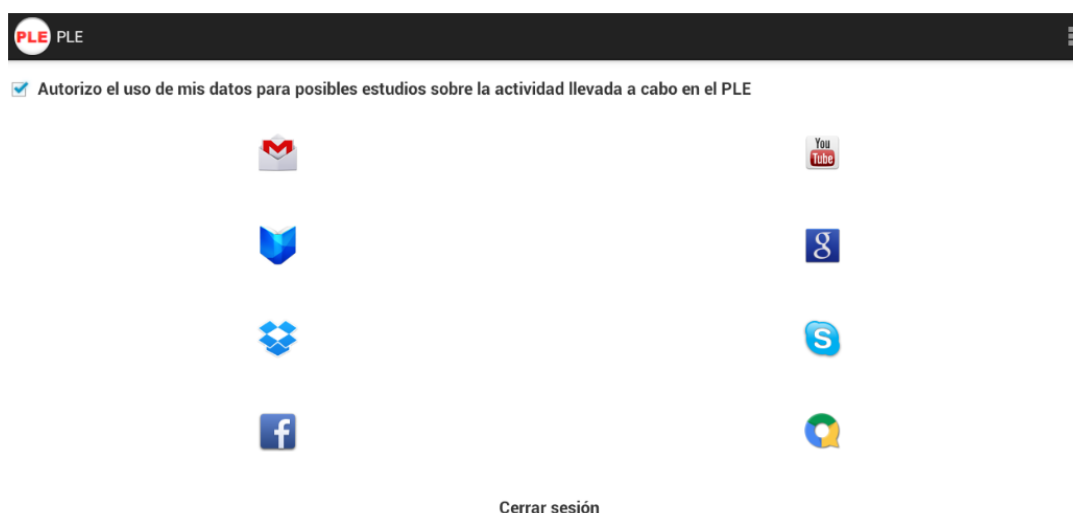 PLE PLE
Autorizo el uso de mis datos para posibles estudios sobre la actividad llevada a cabo en el PLE
You
Tube
g
S
f
Cerrar sesión